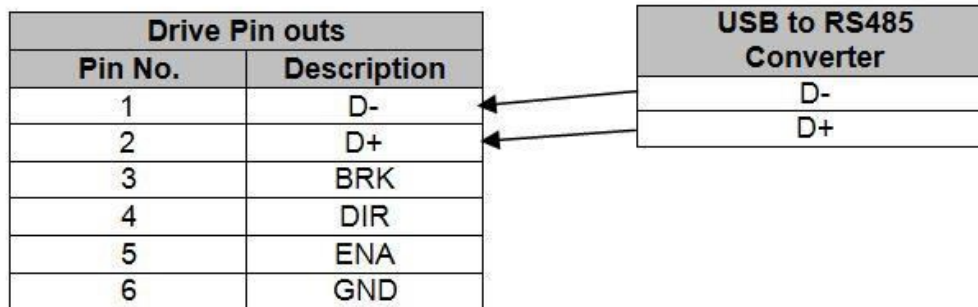 Drive Pin outs
Pin No. Description
1 D-
2 D+
3 BRK
4 DIR
5 ENA
6 GND
USB to RS485
Converter
D-
D+